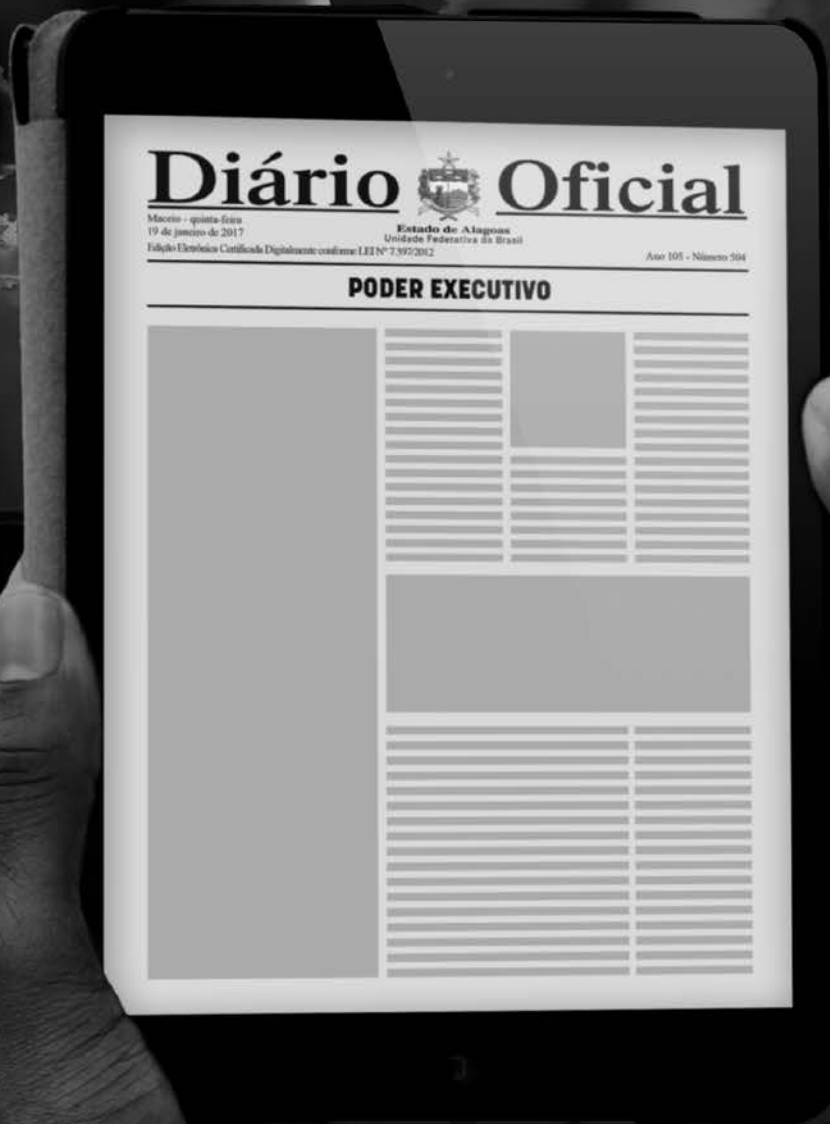 Diário Oficial
Maceio - quinta-feira
19 de janeiro de 2017
Estado de Alagoas
Unidade Federativa do Brasil
Edição Eletrônica Certificada Digitalmente conforme LEI N° 7.397/2012
Ano 105 - Número 504
PODER EXECUTIVO